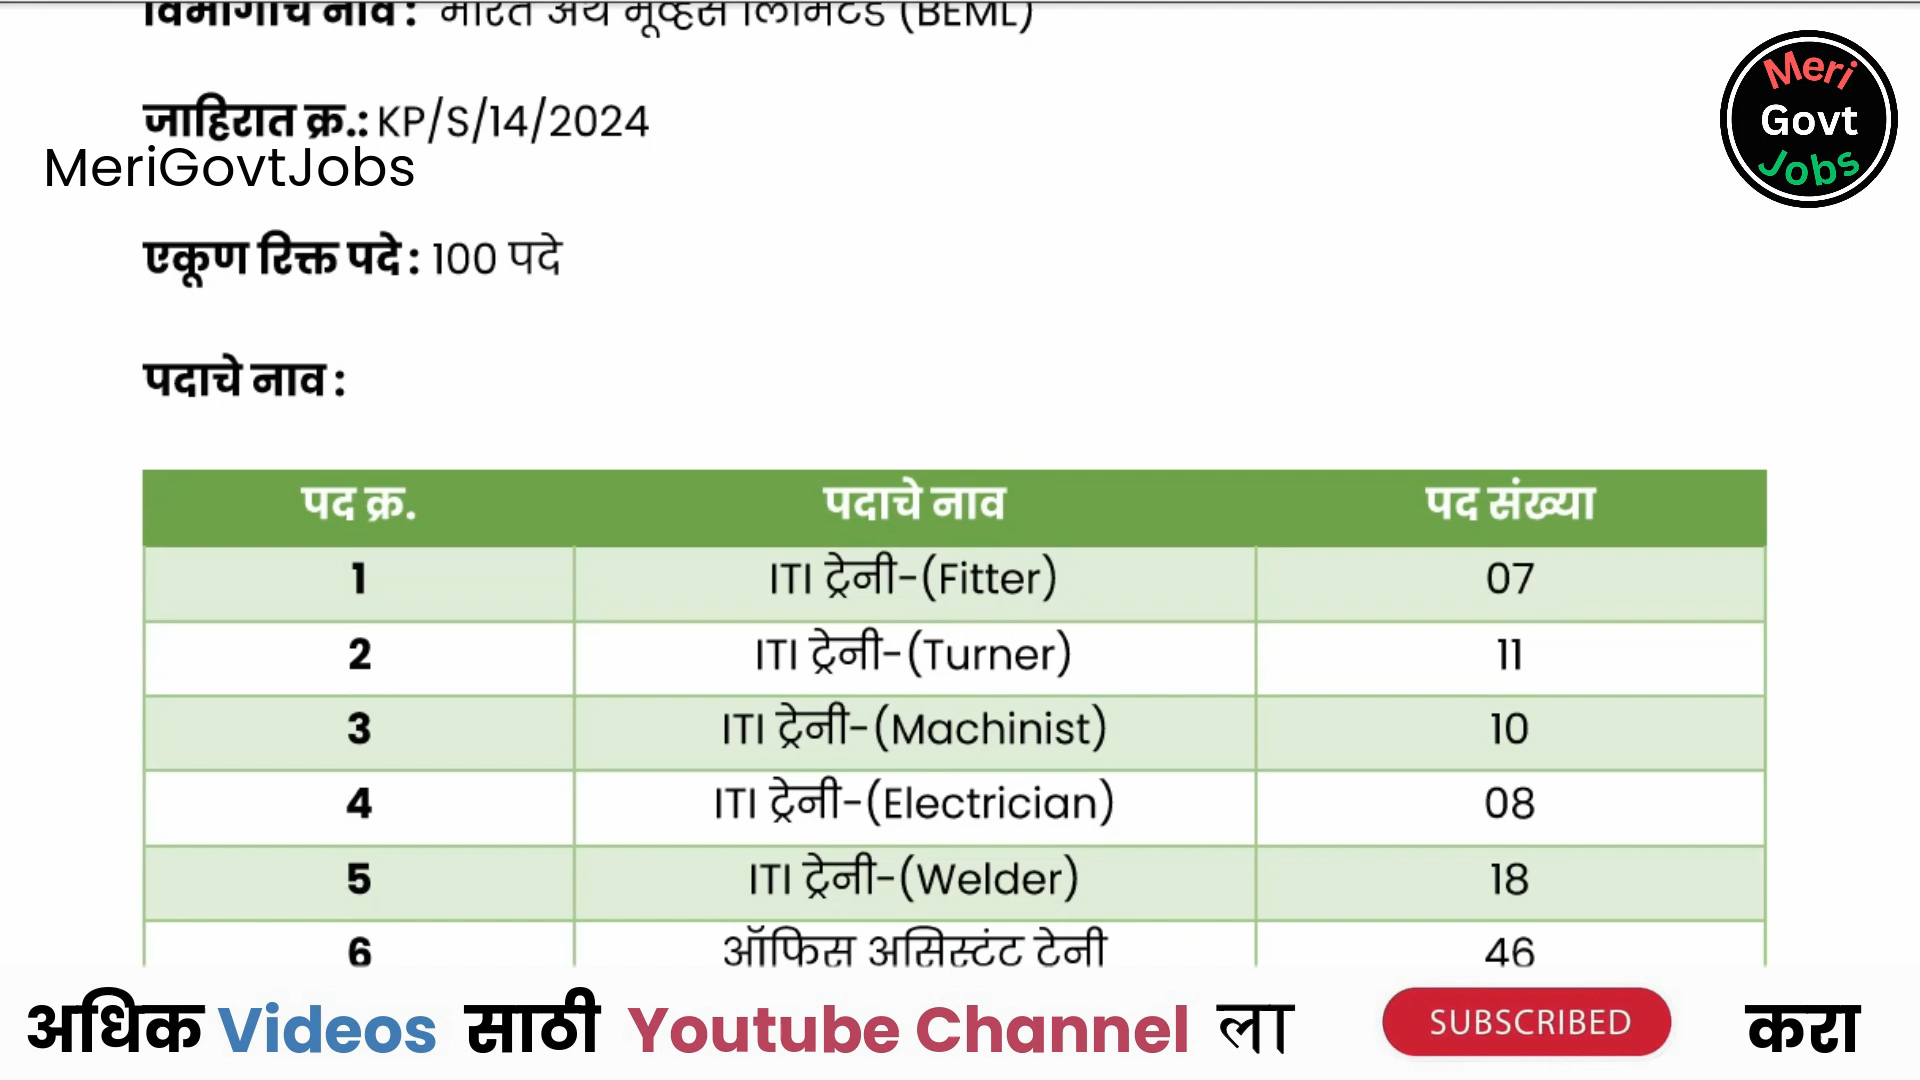 विभागाचे नाव : भारत अर्थ मूव्हर्स लिमिटेड (BEML)
जाहिरात क्र.: KP/S/14/2024
MeriGovtJobs
Meri
Govt
Jobs
एकूण रिक्त पदे : 100 पदे
पदाचे नाव :
पद क्र. पदाचे नाव पद संख्या
1 ITI ट्रेनी-(Fitter) 07
2 ITI ट्रेनी-(Turner) 11
3 ITI ट्रेनी-(Machinist) 10
4 ITI ट्रेनी-(Electrician) 08
5 ITI ट्रेनी-(Welder) 18
6 ऑफिस असिस्टंट ट्रेनी 46
अधिक Videos साठी Youtube Channel ला SUBSCRIBED करा